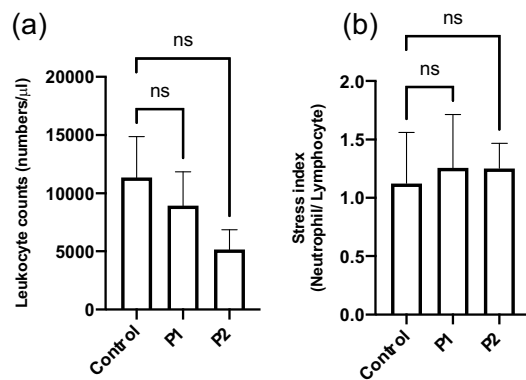 (a)
ns
ns
Leukocyte counts (numbers/μl)
20000
15000
10000
5000
0
Control
P1
P2
(b)
ns
ns
Stress index
(Neutrophil/ Lymphocyte)
2.0
1.5
1.0
0.5
0.0
Control
P1
P2